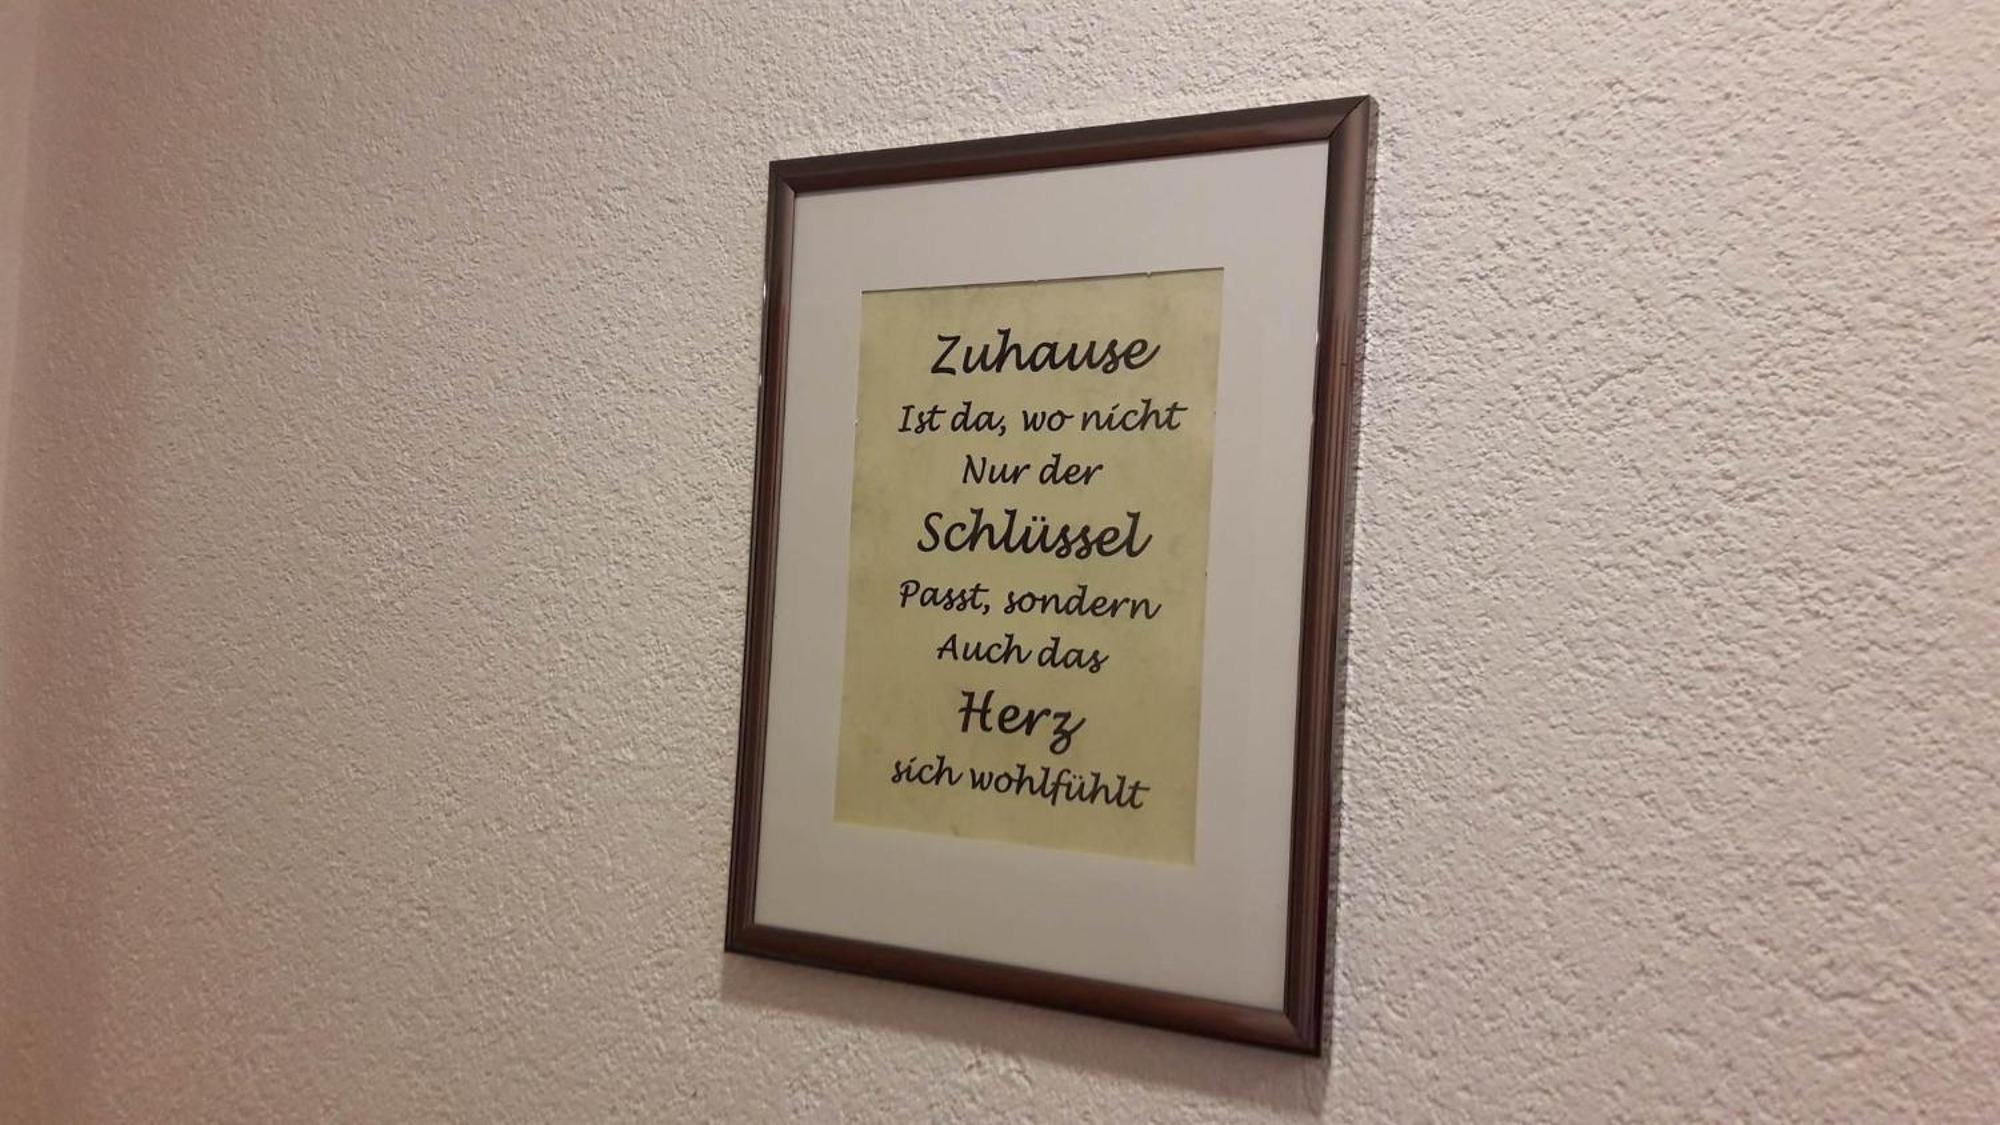 Zuhause
Ist da, wo nicht
Nur der
Schlüssel
Passt, sondern
Auch das
Herz
sich wohlfühlt